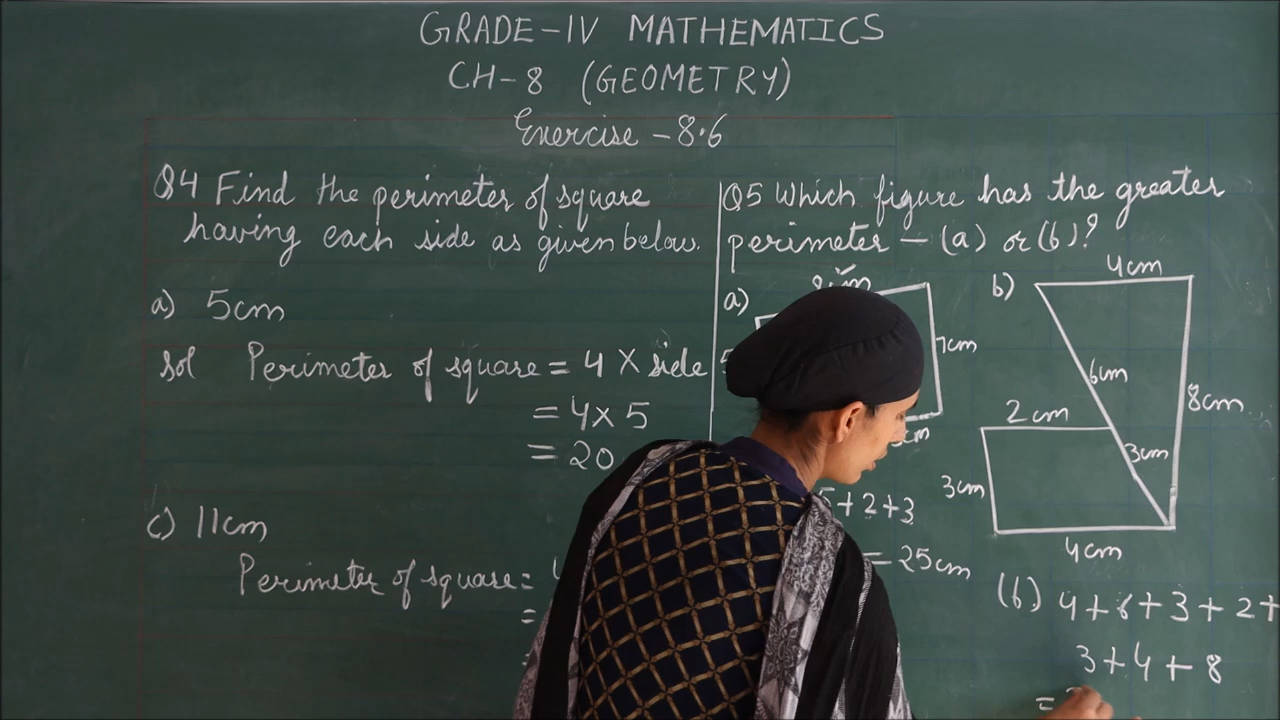 GRADE-IV MATHEMATICS
CH-8 (GEOMETRY)
Exercise - 8.6
Q4 Find the perimeter of square
having each side as given below.
a) 5cm
Sol Perimeter of square = 4 X side
= 4 x 5
= 20
c) 11cm
Perimeter of square =
=
Q5 Which figure has the greater
perimeter - (a) or (b)?
a)
8cm
7cm
5+2+3
= 25cm
b)
4cm
6cm
8cm
2cm
3cm
3cm
4cm
(b) 4+6+3+2+
3+4+8
=